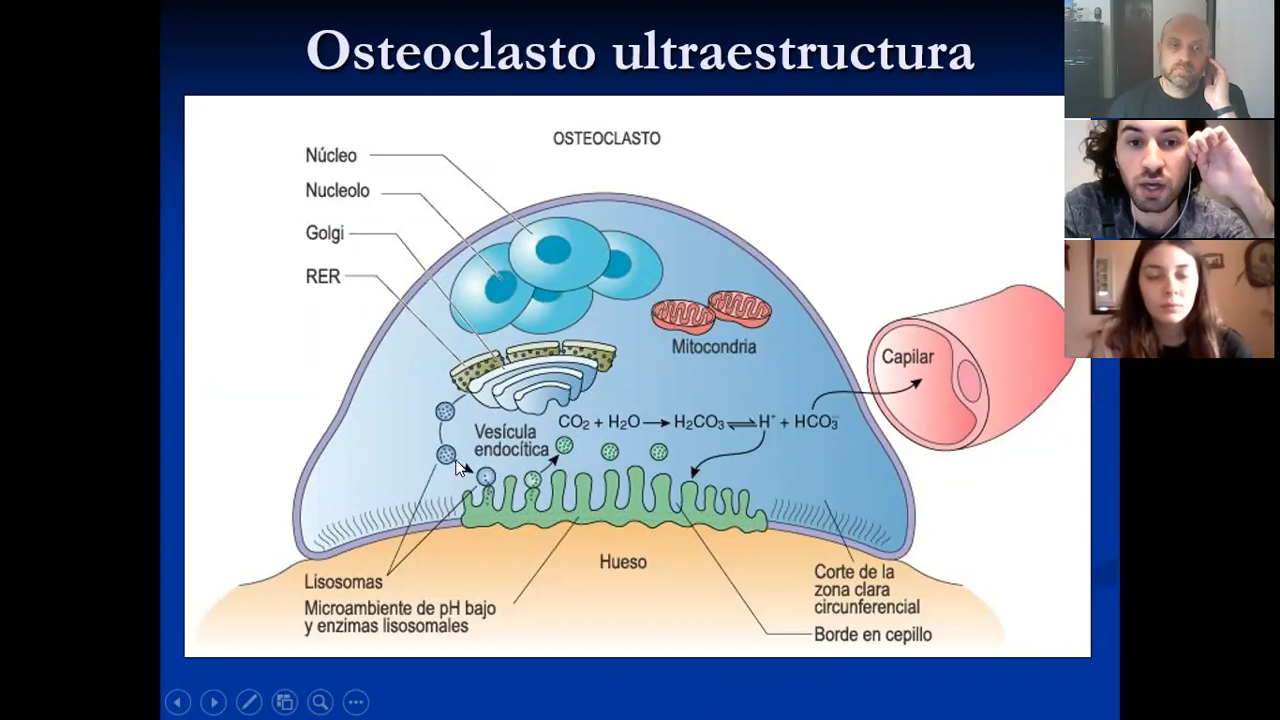 Osteoclasto ultraestructura
OSTEOCLASTO
Núcleo
Nucleolo
Golgi
RER
Mitocondria
Capilar
CO₂ + H₂O → H₂CO₃ ⇌ H⁺ + HCO₃⁻
Vesícula
endocítica
Hueso
Lisosomas
Microambiente de pH bajo
y enzimas lisosomales
Corte de la
zona clara
circunferencial
Borde en cepillo